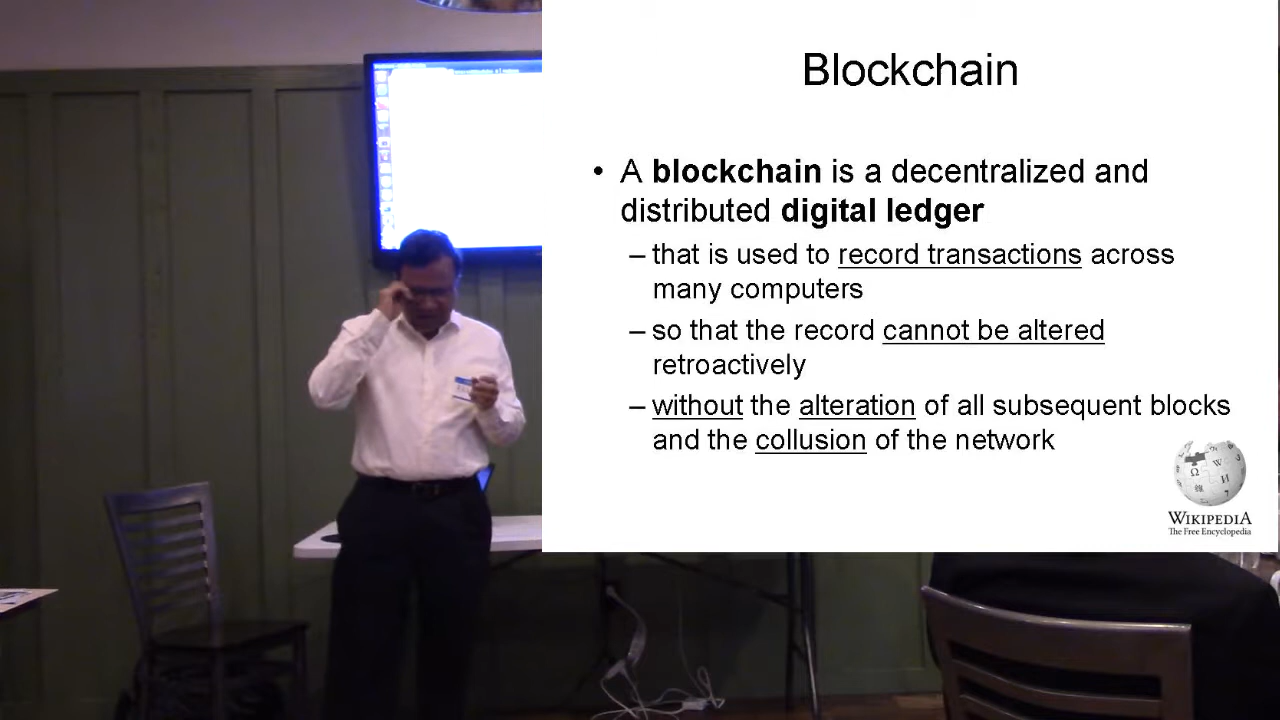 Blockchain
• A blockchain is a decentralized and
distributed digital ledger
– that is used to record transactions across
many computers
– so that the record cannot be altered
retroactively
– without the alteration of all subsequent blocks
and the collusion of the network
WIKIPEDIA
The Free Encyclopedia